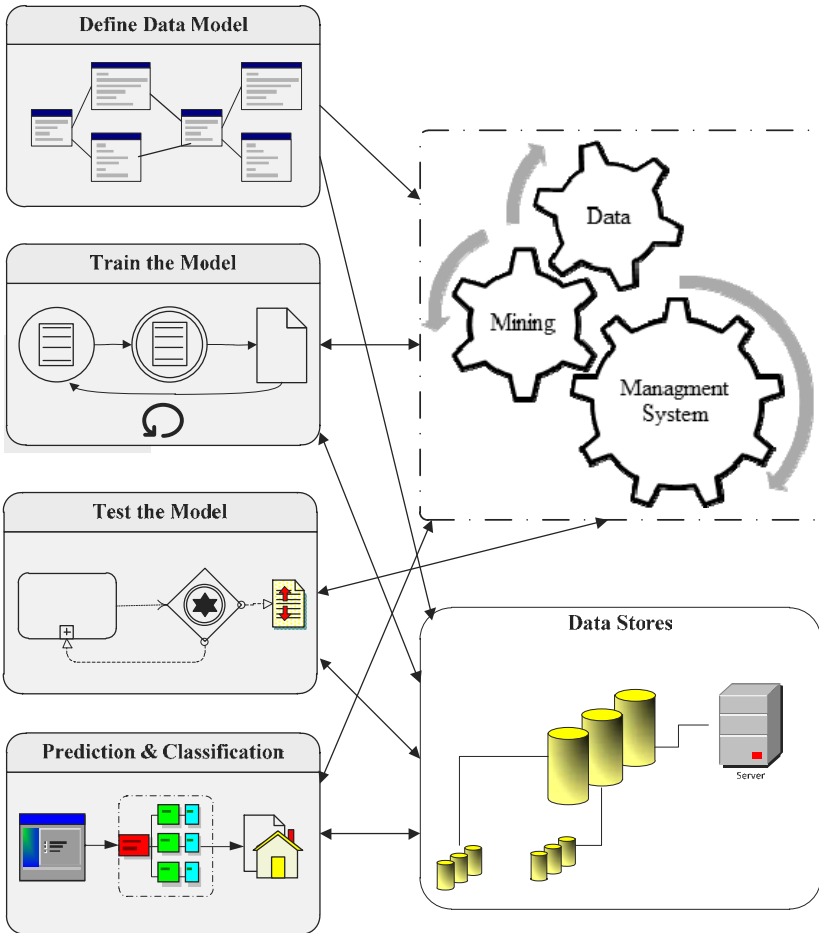 Define Data Model
Train the Model
Test the Model
Prediction & Classification
Data
Mining
Managment
System
Data Stores
Server